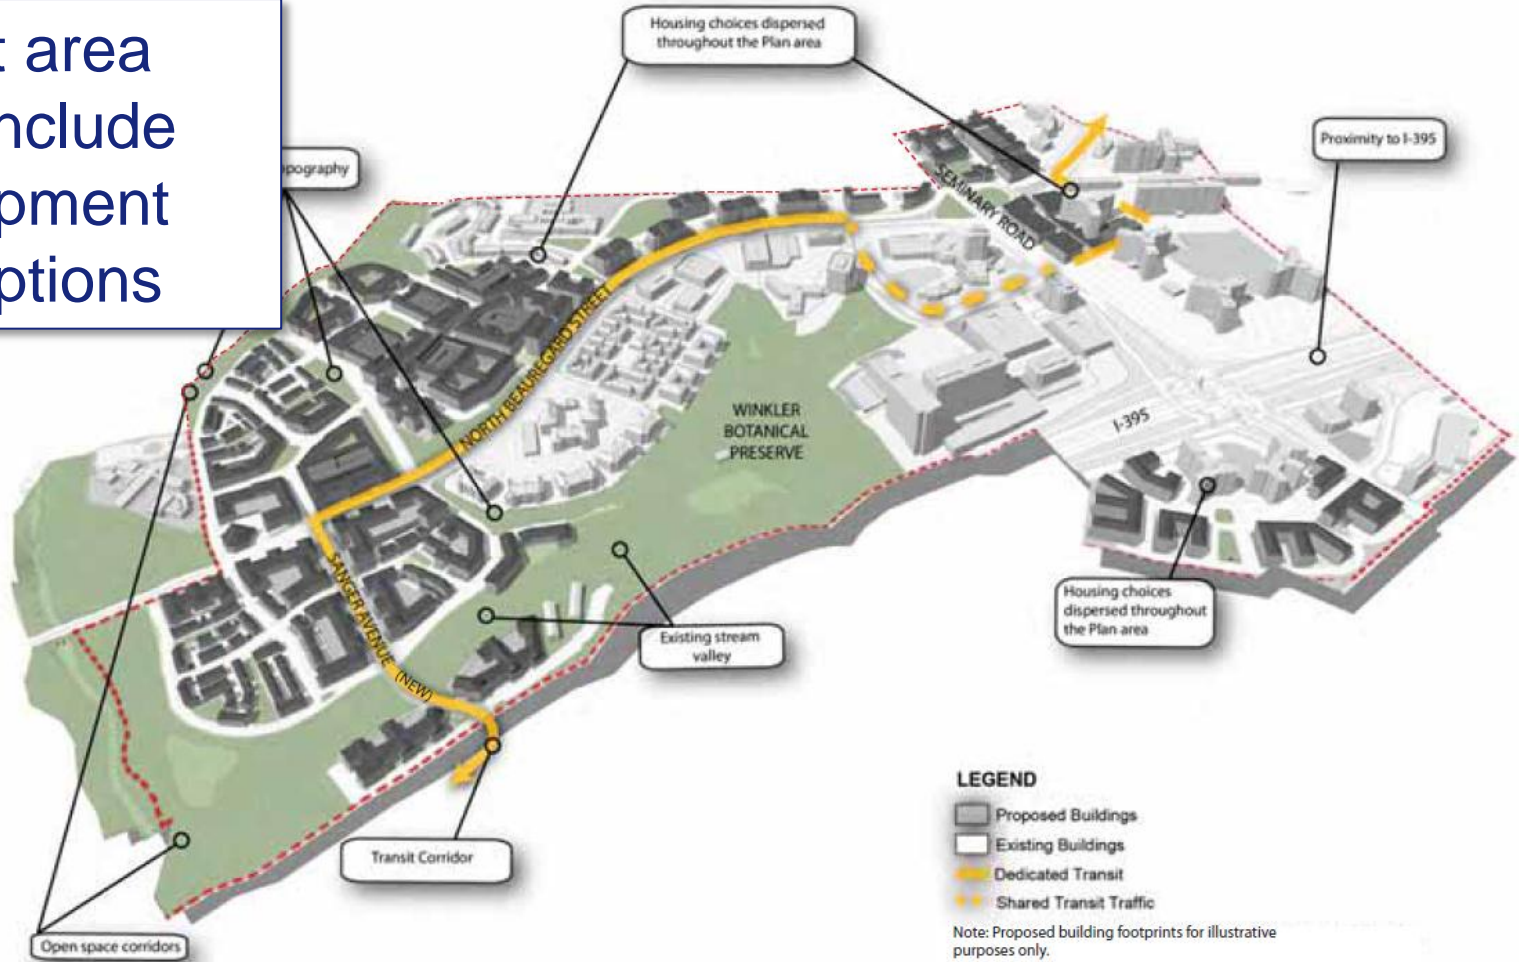 t area
nclude
pment
ptions
Housing choices dispersed
throughout the Plan area
Proximity to I-395
opography
SEMINARY ROAD
NORTH BEAUREGARD STREET
WINKLER
BOTANICAL
PRESERVE
I-395
SANGER AVENUE (NEW)
Housing choices
dispersed throughout
the Plan area
Existing stream
valley
Transit Corridor
Open space corridors
LEGEND
Proposed Buildings
Existing Buildings
Dedicated Transit
Shared Transit Traffic
Note: Proposed building footprints for illustrative
purposes only.